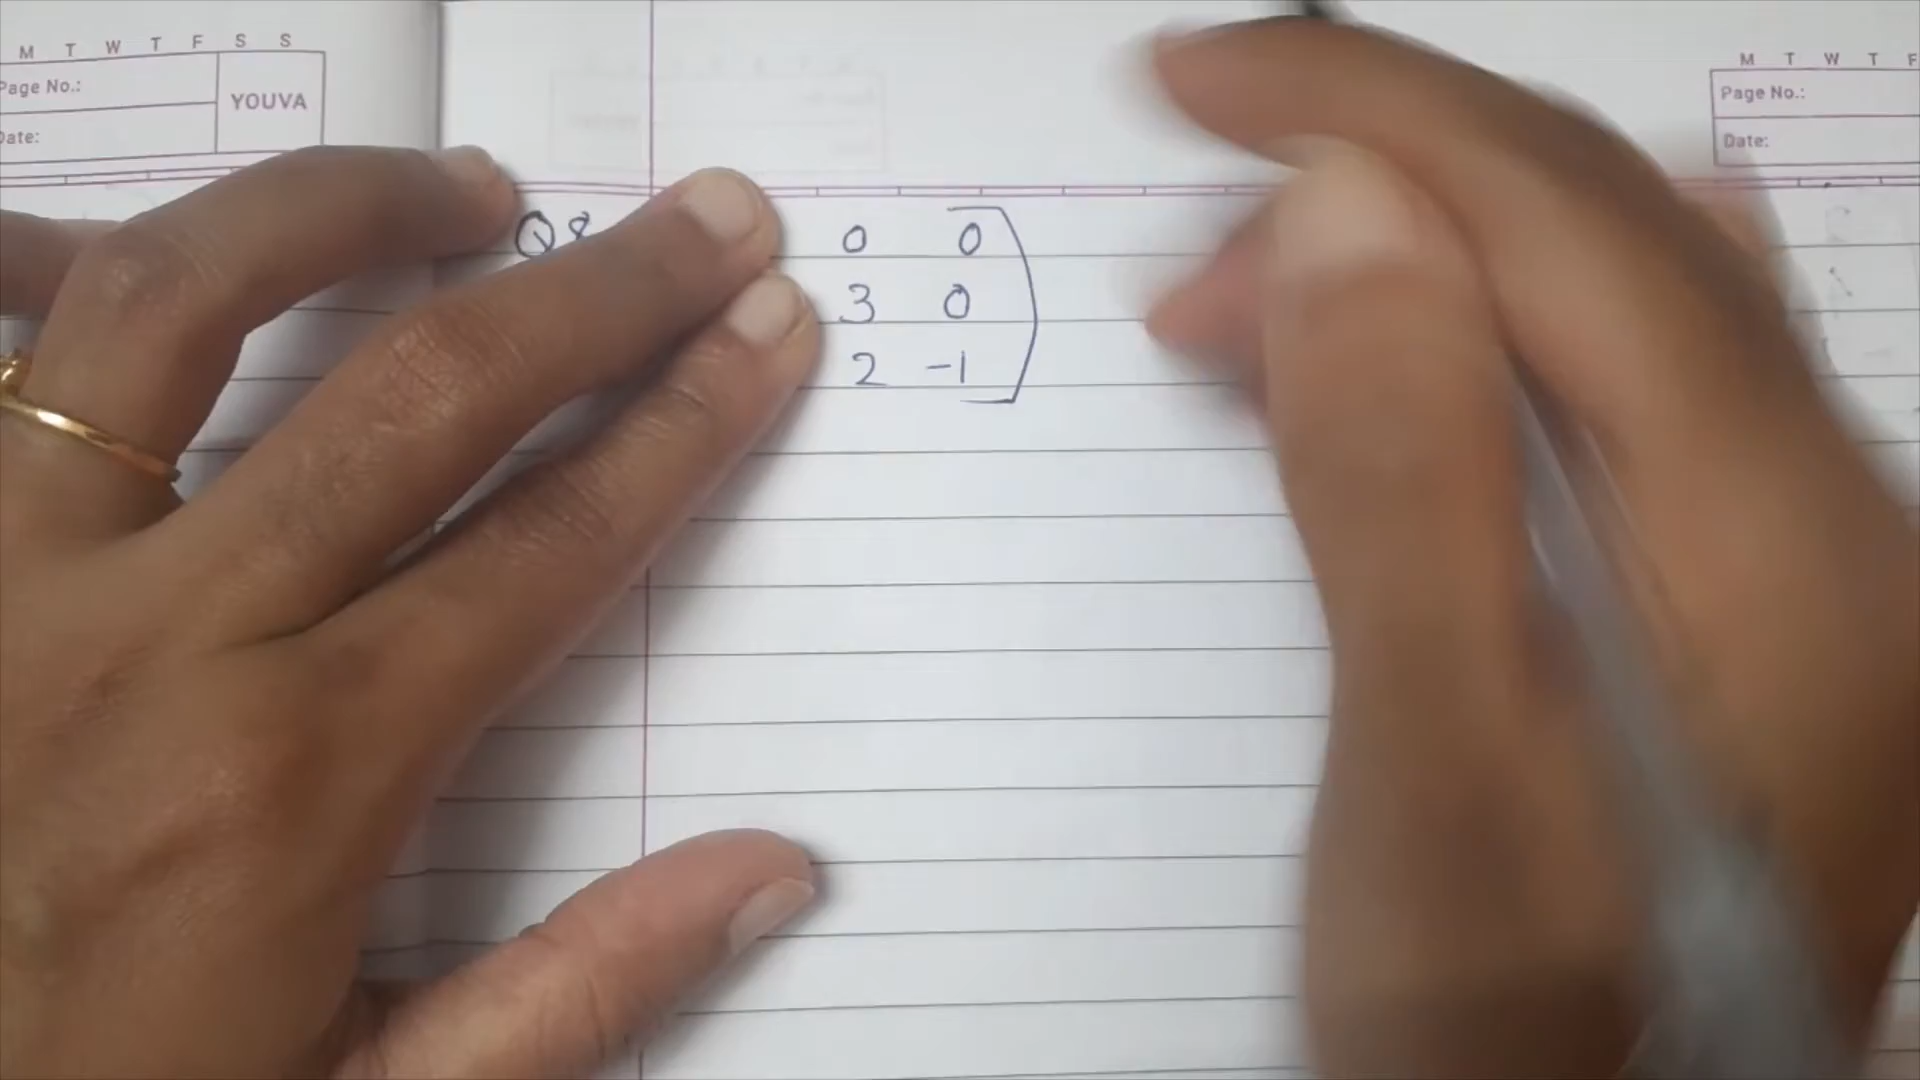 M T W T F S S
Page No.:
YOUVA
Date:
M T W T F
Page No.:
Date:
Q8 0 0
3 0
2 -1